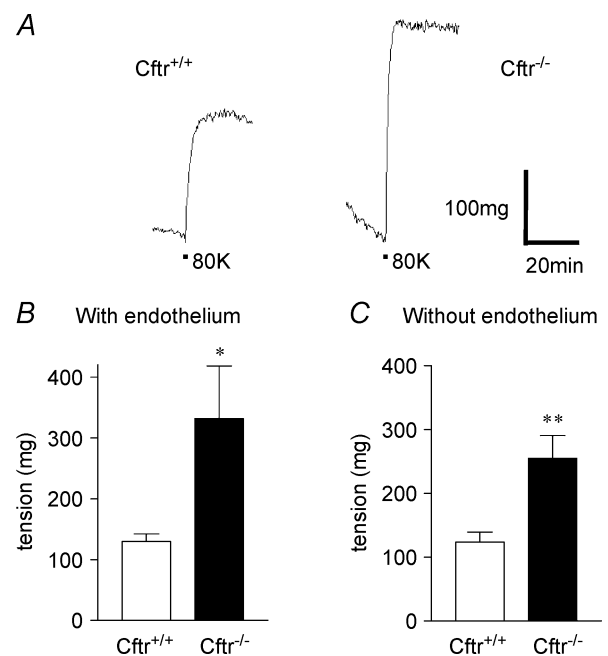 A
Cftr+/+
Cftr-/-
100mg
20min
80K
80K
B With endothelium
C Without endothelium
*
**
tension (mg)
400
300
200
100
0
Cftr+/+ Cftr-/-
tension (mg)
400
300
200
100
0
Cftr+/+ Cftr-/-